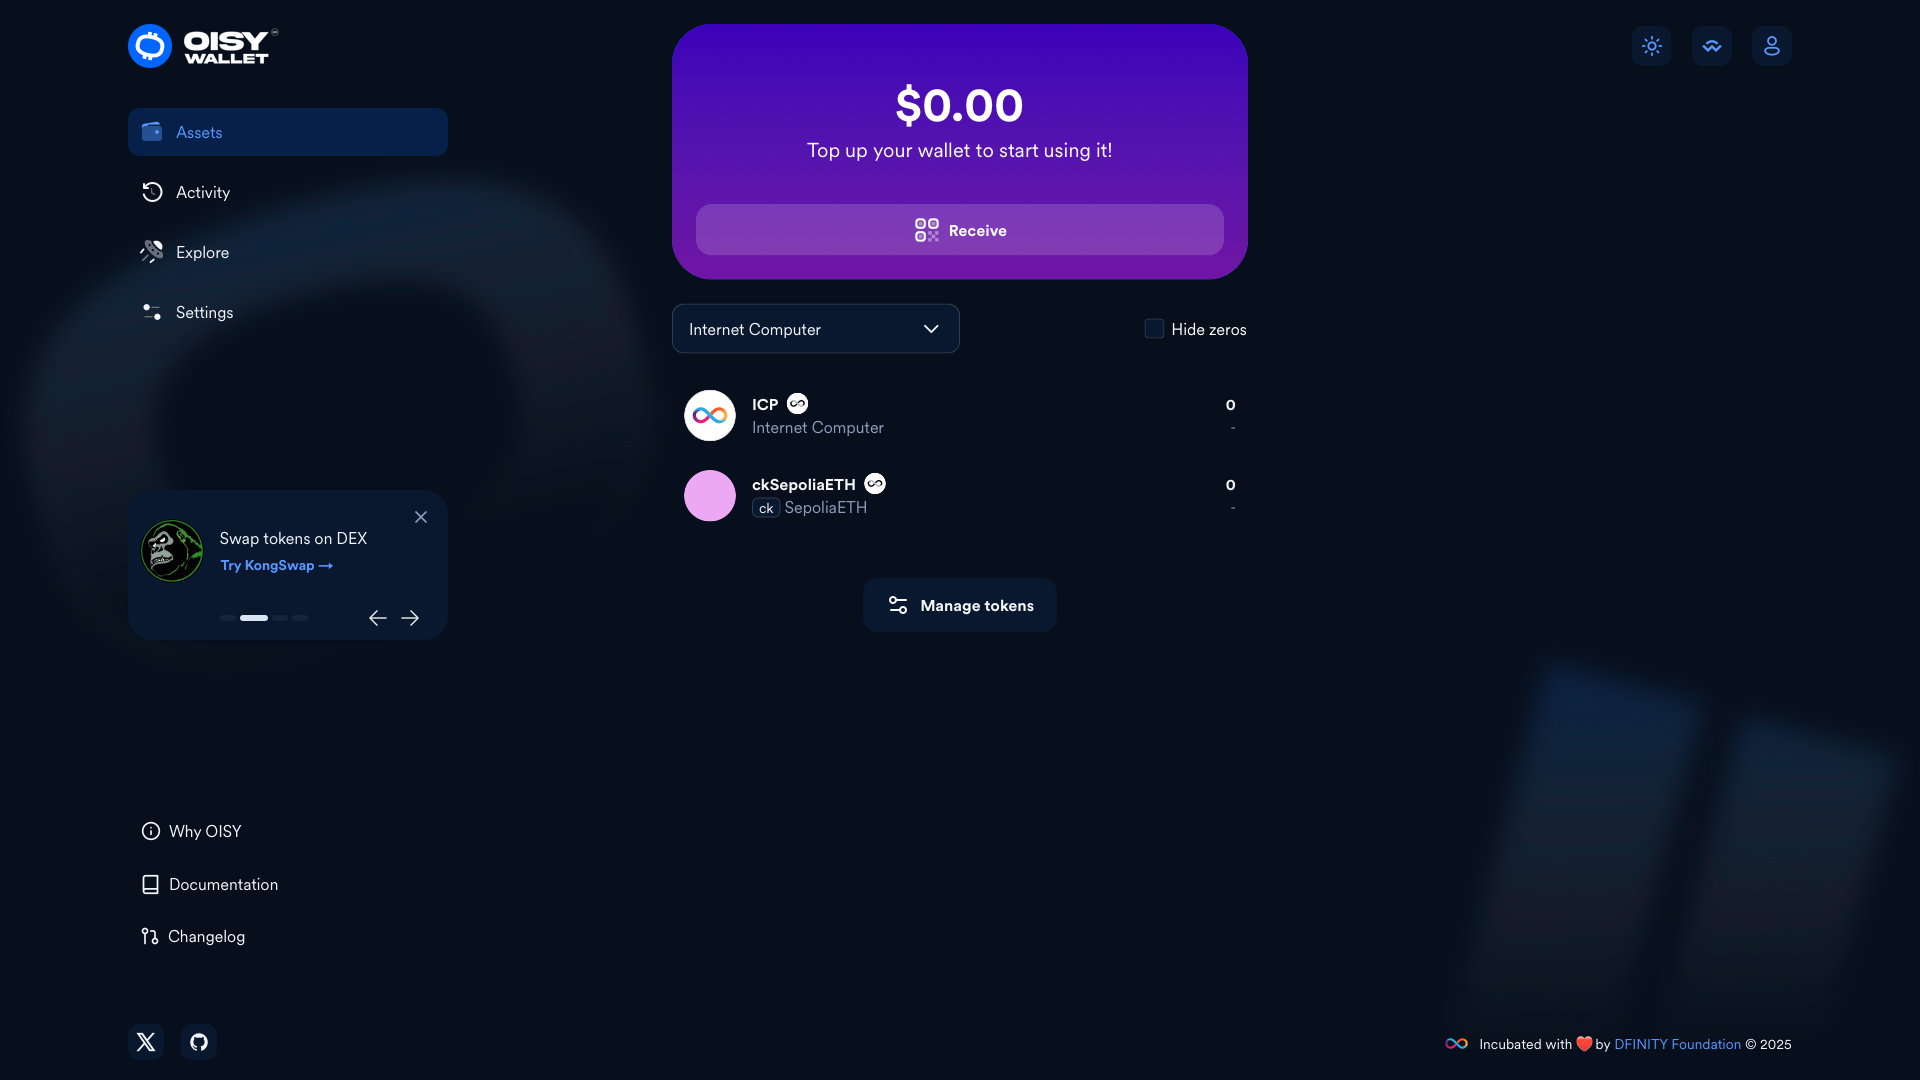 OISY
WALLET
Assets
Activity
Explore
Settings
Swap tokens on DEX
Try KongSwap →
Why OISY
Documentation
Changelog
$0.00
Top up your wallet to start using it!
Receive
Internet Computer
Hide zeros
ICP
0
Internet Computer
-
ckSepoliaETH
0
ck SepoliaETH
-
Manage tokens
Incubated with ❤️ by DFINITY Foundation © 2025